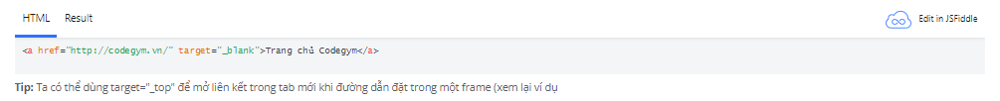 HTML Result Edit in JSFiddle
<a href="http://codegym.vn/" target="_blank">Trang chủ Codegym</a>
Tip: Ta có thể dùng target="_top" để mở liên kết trong tab mới khi đường dẫn đặt trong một frame (xem lại ví dụ